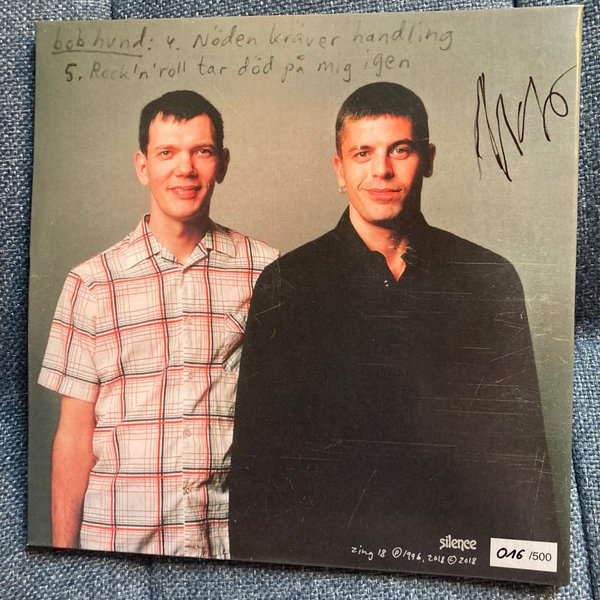 bob hund: 4. Nöden kräver handling
5. Rock'n'roll tar död på mig igen
silence
zing 18 ℗1996, 2018 © 2018
016 /500